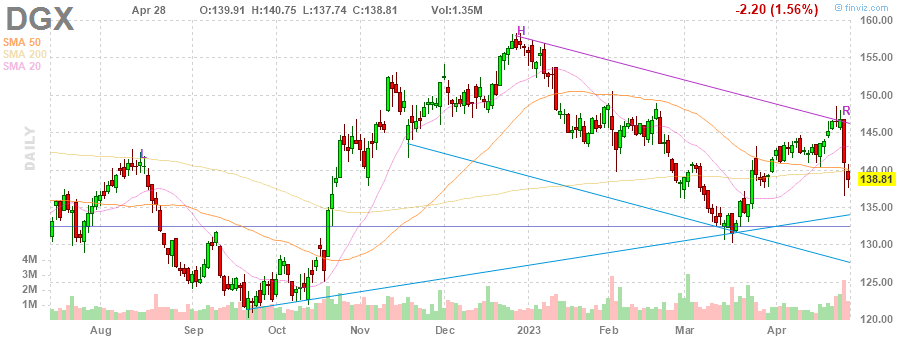 DGX Apr 28 O:139.91 H:140.75 L:137.74 C:138.81 Vol:1.35M -2.20 (1.56%) finviz.com
SMA 50
SMA 200
SMA 20
DAILY
H
R
L
160.00
155.00
150.00
145.00
140.00
138.81
135.00
130.00
125.00
120.00
4M
3M
2M
1M
Aug Sep Oct Nov Dec 2023 Feb Mar Apr